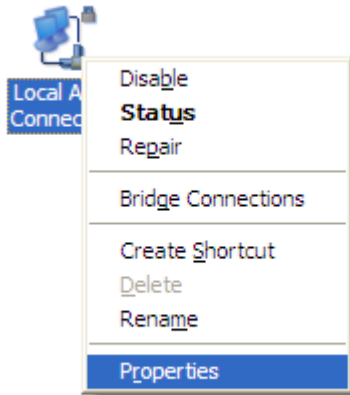 Local A
Connec
Disable
Status
Repair
Bridge Connections
Create Shortcut
Delete
Rename
Properties